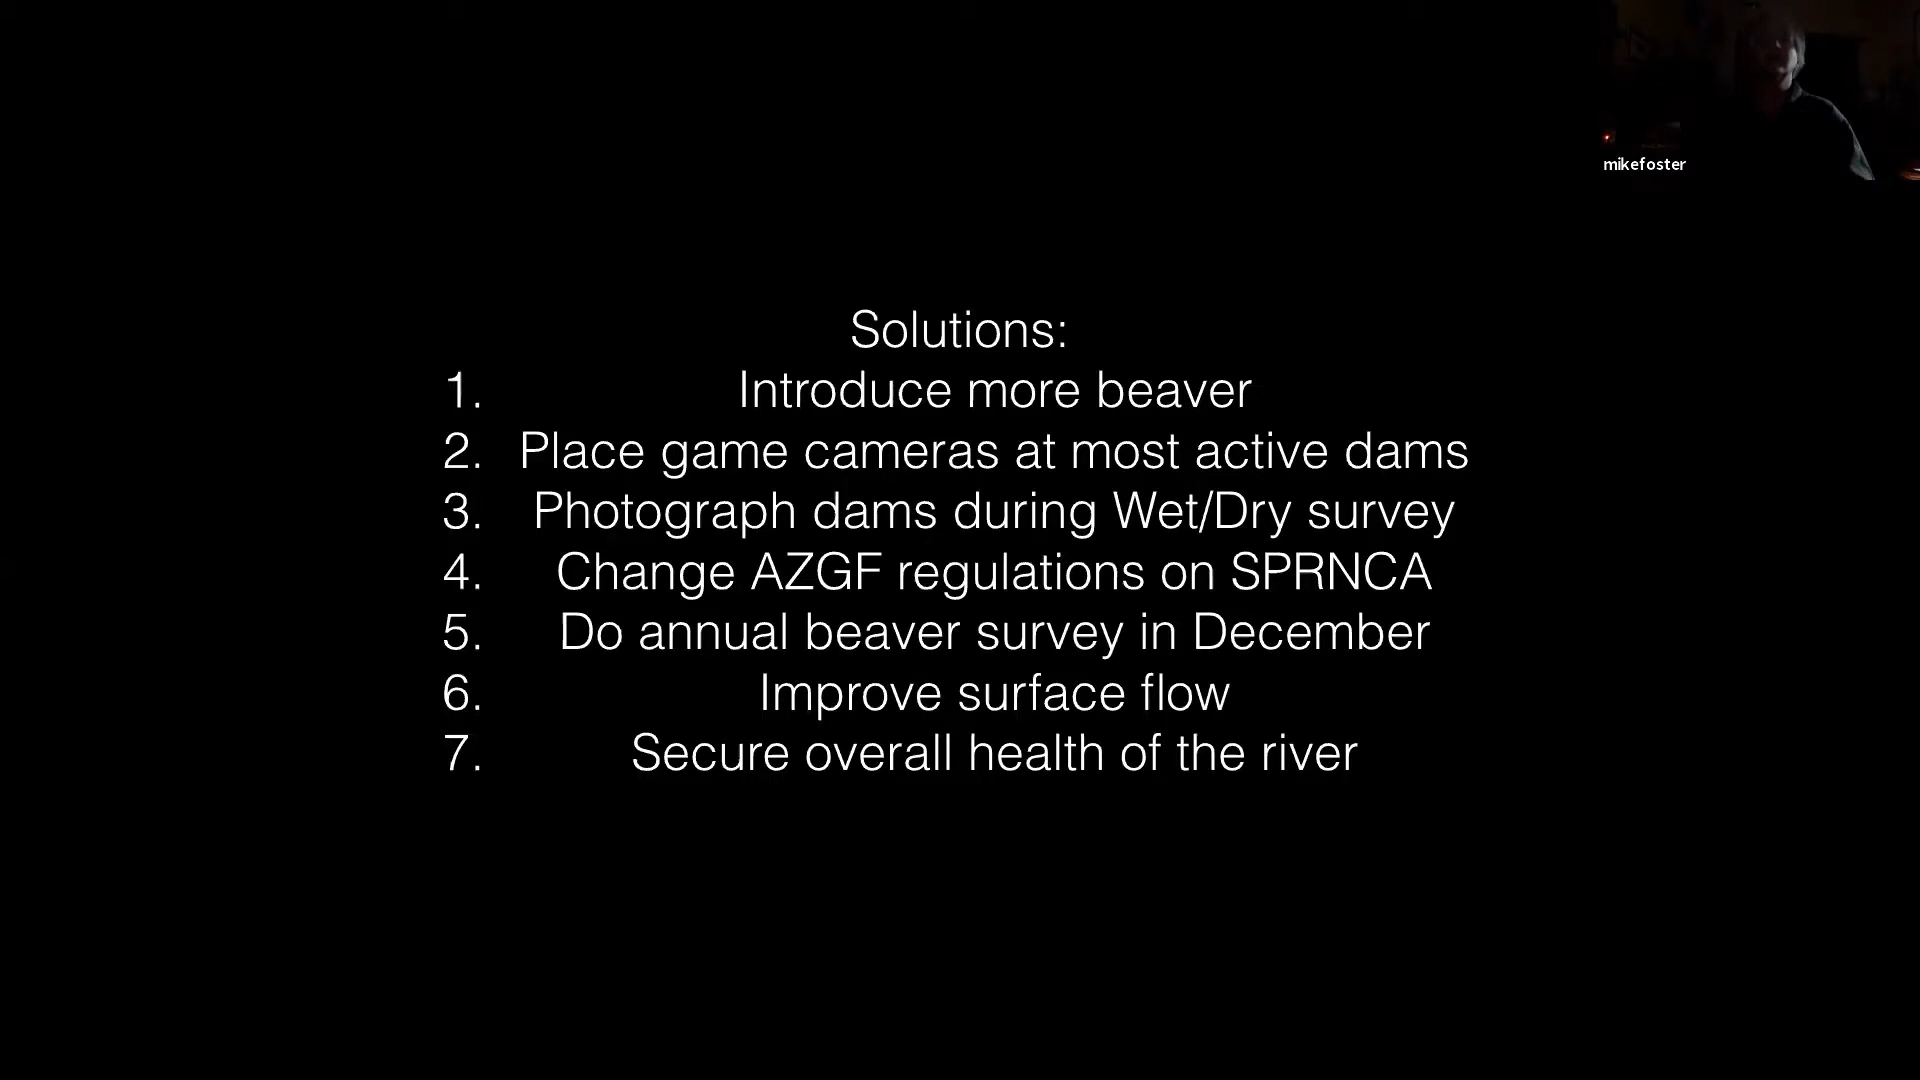 mikefoster
Solutions:
1. Introduce more beaver
2. Place game cameras at most active dams
3. Photograph dams during Wet/Dry survey
4. Change AZGF regulations on SPRNCA
5. Do annual beaver survey in December
6. Improve surface flow
7. Secure overall health of the river